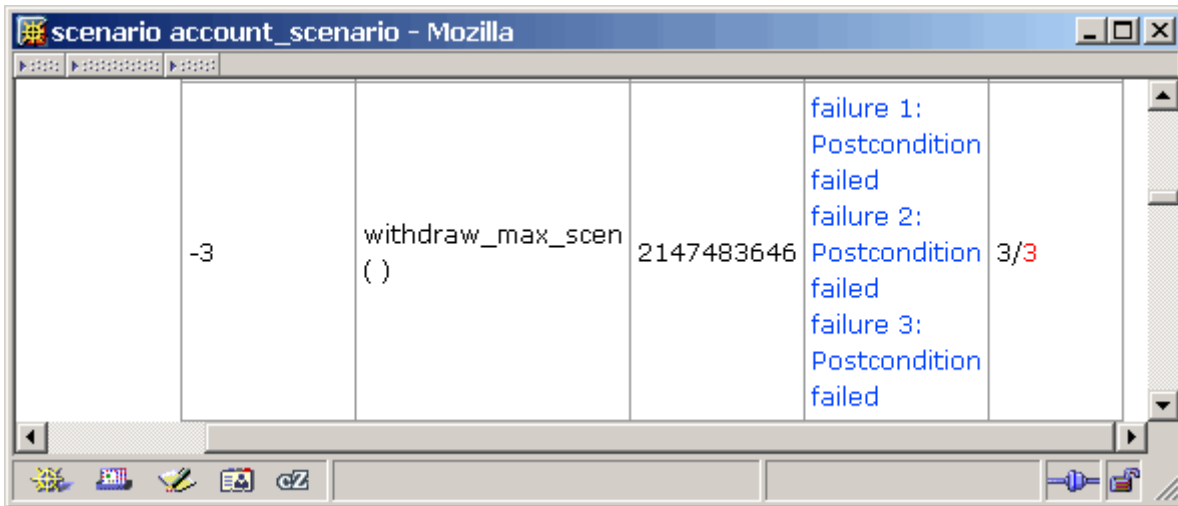 scenario account_scenario - Mozilla
failure 1:
Postcondition
failed
failure 2:
-3 withdraw_max_scen 2147483646 Postcondition 3/3
( )
failed
failure 3:
Postcondition
failed